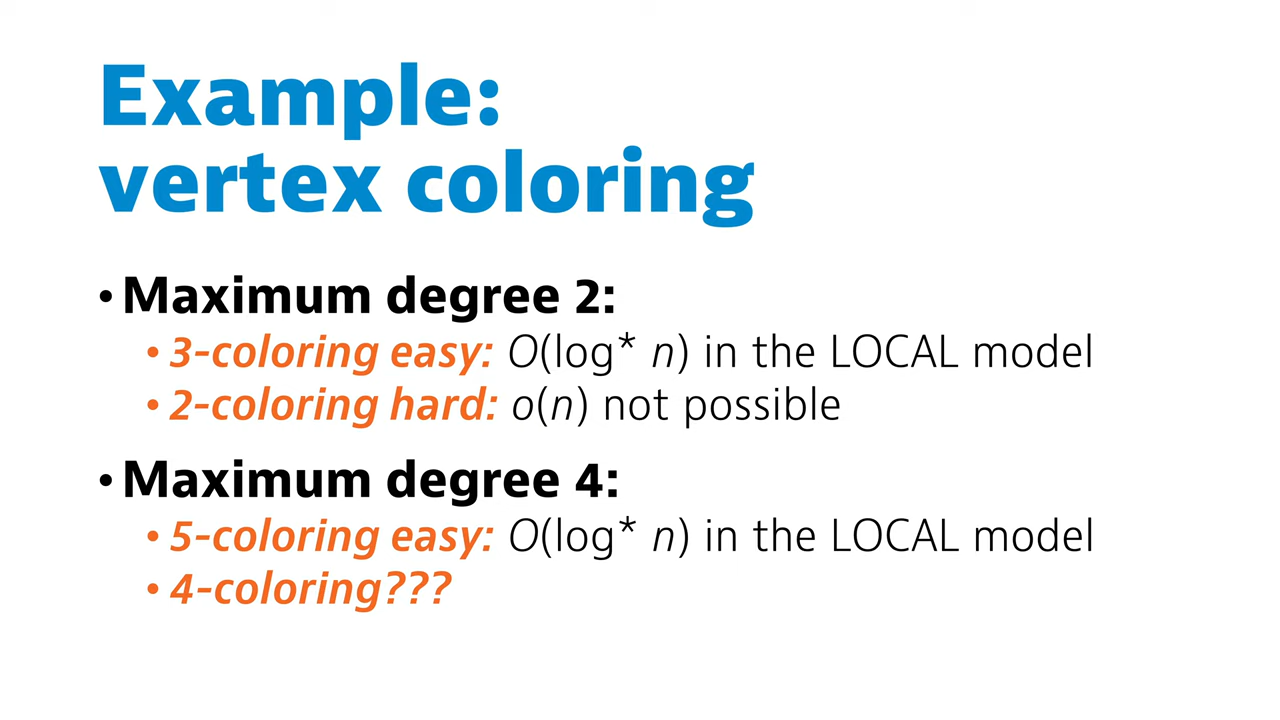 Example:
vertex coloring
• Maximum degree 2:
• 3-coloring easy: O(log* n) in the LOCAL model
• 2-coloring hard: o(n) not possible
• Maximum degree 4:
• 5-coloring easy: O(log* n) in the LOCAL model
• 4-coloring???